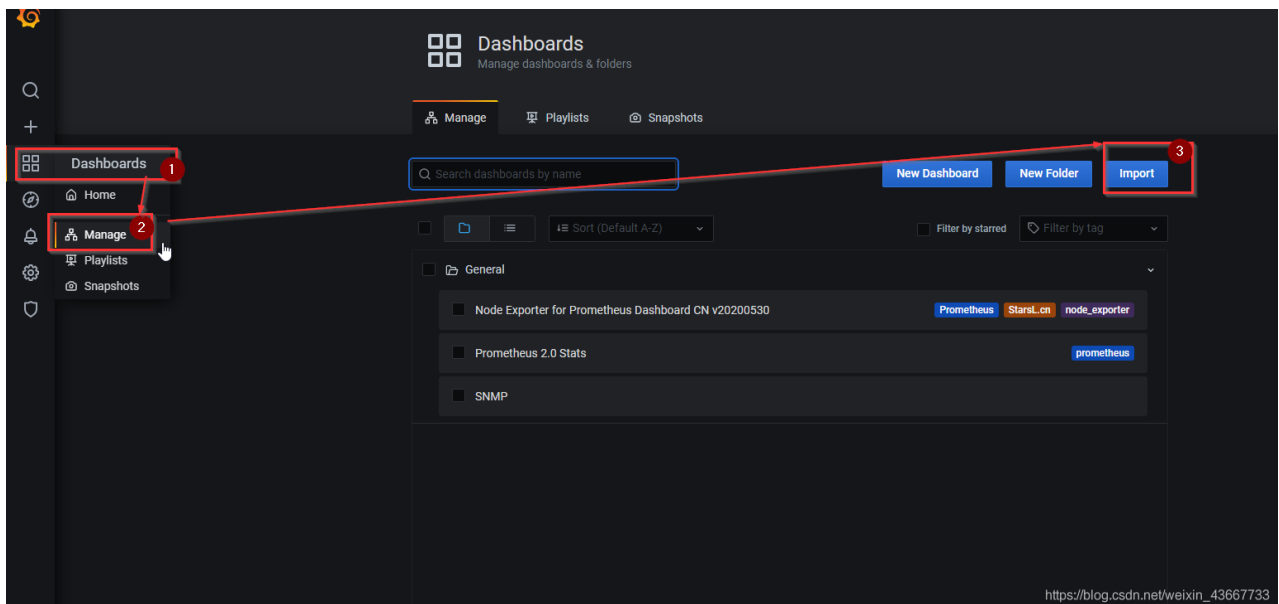 Dashboards
Manage dashboards & folders
Manage Playlists Snapshots
Dashboards 1
Home
Manage 2
Playlists
Snapshots
Search dashboards by name New Dashboard New Folder Import 3
Sort (Default A-Z) Filter by starred Filter by tag
General
Node Exporter for Prometheus Dashboard CN v20200530 Prometheus StarsL.cn node_exporter
Prometheus 2.0 Stats prometheus
SNMP
https://blog.csdn.net/weixin_43667733